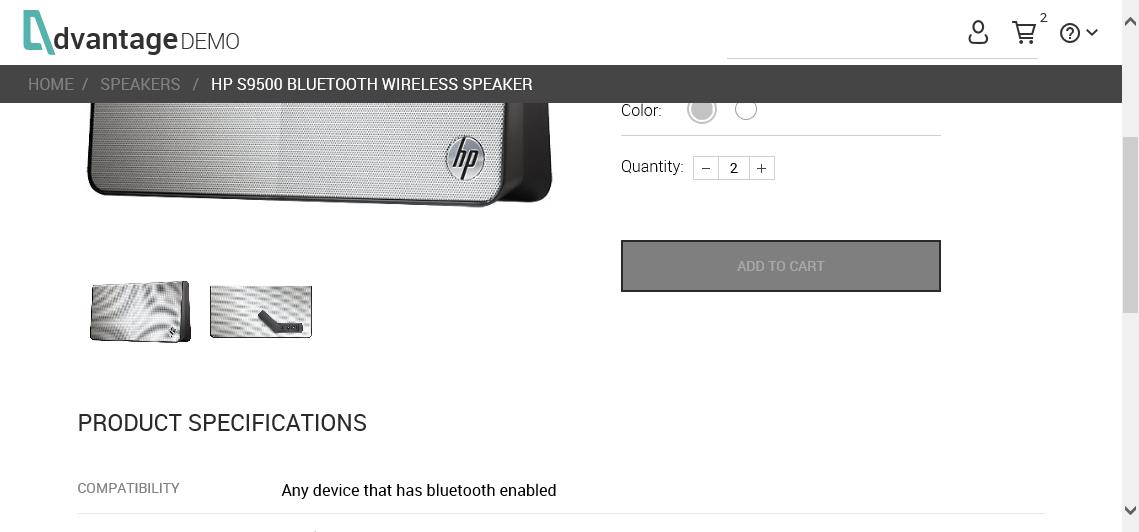 dvantage DEMO
2
HOME / SPEAKERS / HP S9500 BLUETOOTH WIRELESS SPEAKER
Color:
hp
Quantity: − 2 +
ADD TO CART
PRODUCT SPECIFICATIONS
COMPATIBILITY Any device that has bluetooth enabled